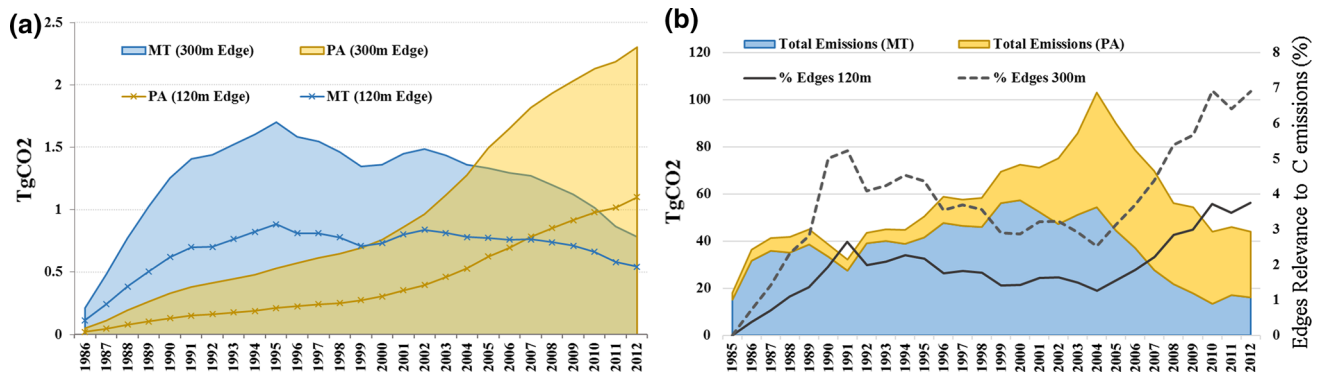 (a)
2.5
2
1.5
1
0.5
0
TgCO2
MT (300m Edge)
PA (300m Edge)
PA (120m Edge)
MT (120m Edge)
1986 1987 1988 1989 1990 1991 1992 1993 1994 1995 1996 1997 1998 1999 2000 2001 2002 2003 2004 2005 2006 2007 2008 2009 2010 2011 2012
(b)
120
100
80
60
40
20
0
TgCO2
Total Emissions (MT)
Total Emissions (PA)
% Edges 120m
% Edges 300m
8
7
6
5
4
3
2
1
0
Edges Relevance to C emissions (%)
1985 1986 1987 1988 1989 1990 1991 1992 1993 1994 1995 1996 1997 1998 1999 2000 2001 2002 2003 2004 2005 2006 2007 2008 2009 2010 2011 2012